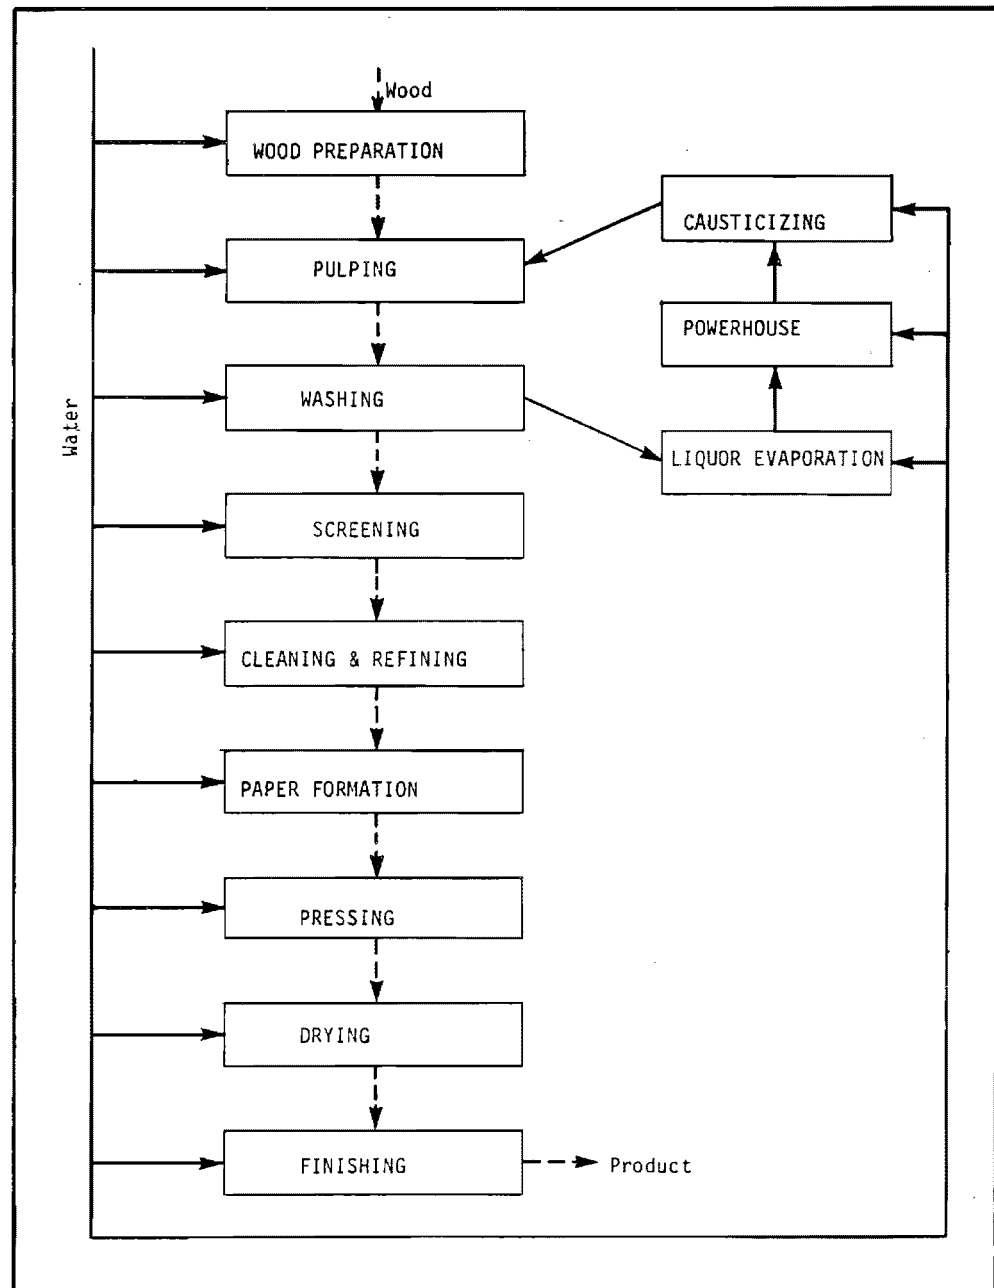 Wood
WOOD PREPARATION
CAUSTICIZING
PULPING
POWERHOUSE
WASHING
Water
LIQUOR EVAPORATION
SCREENING
CLEANING & REFINING
PAPER FORMATION
PRESSING
DRYING
FINISHING
Product